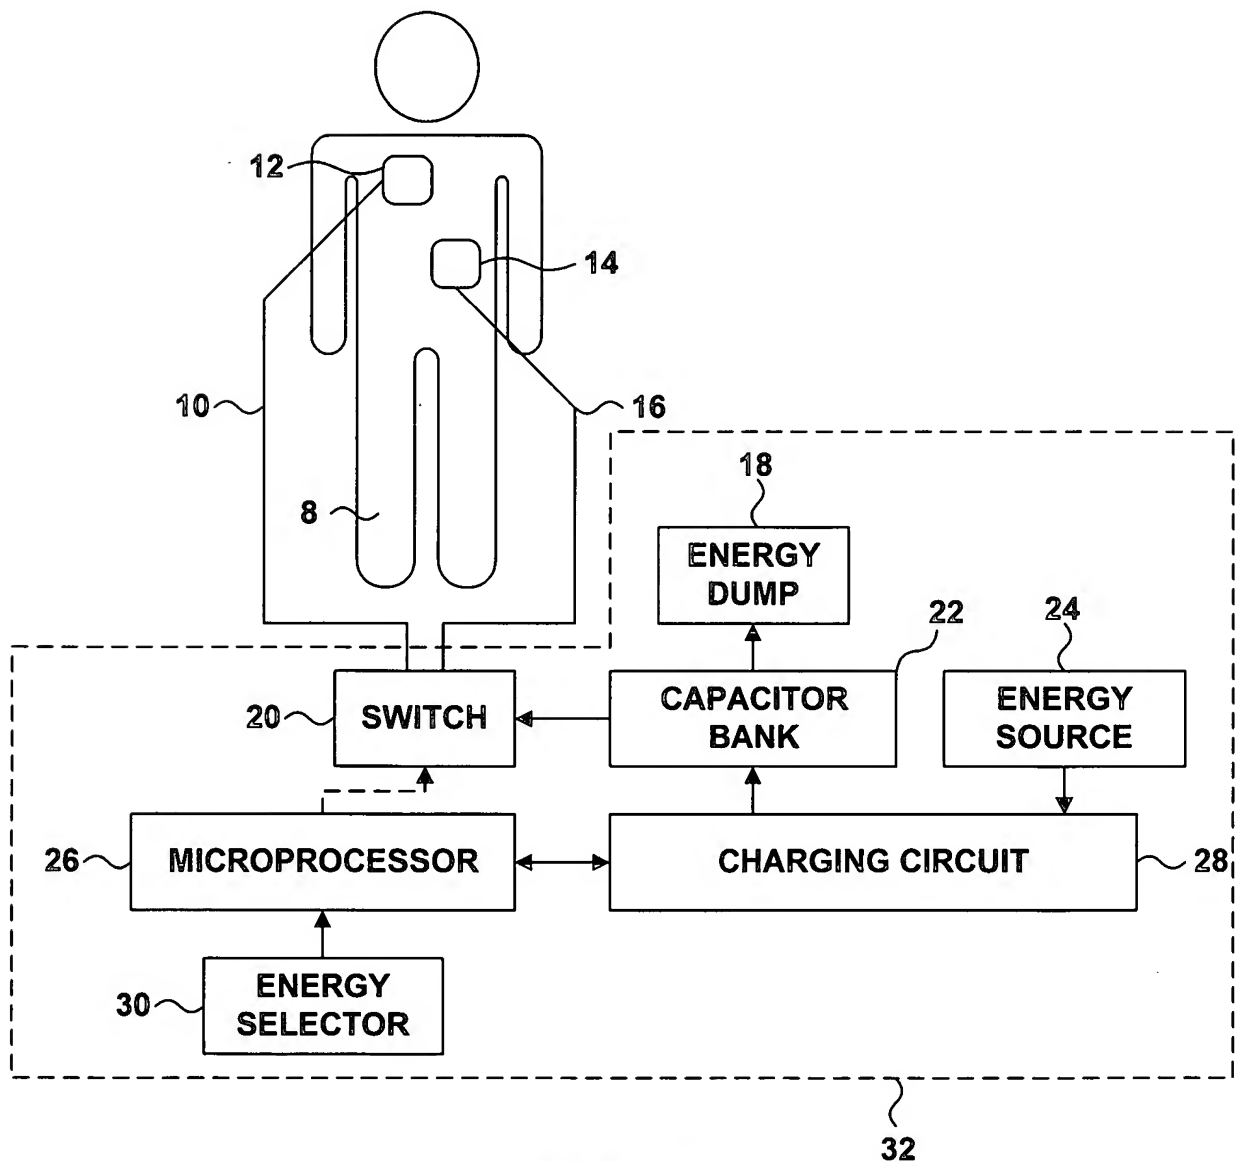 12
14
10
16
8
18
ENERGY
DUMP
22
24
20
SWITCH
CAPACITOR
BANK
ENERGY
SOURCE
26
MICROPROCESSOR
CHARGING CIRCUIT
28
30
ENERGY
SELECTOR
32